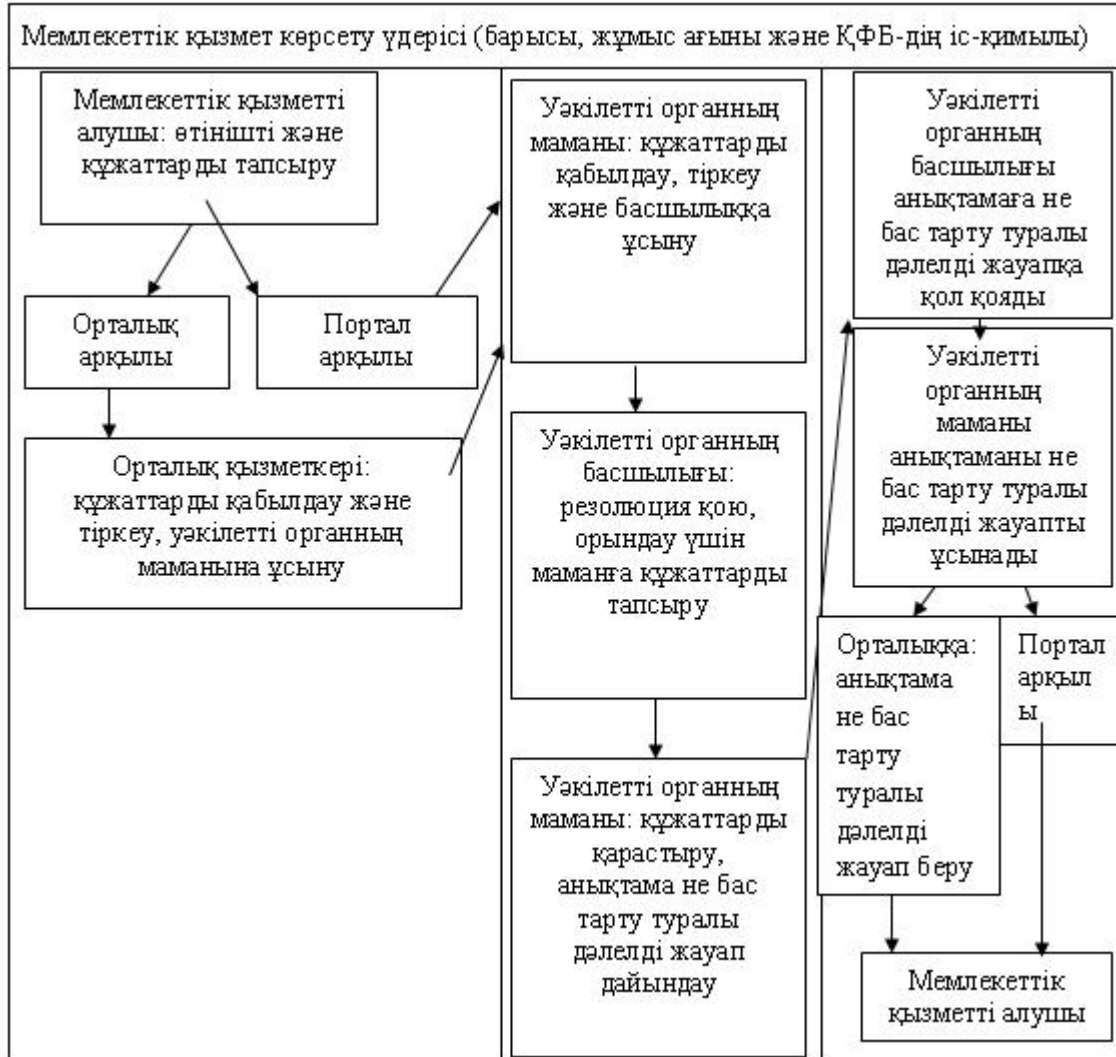 Мемлекеттік қызмет көрсету үдерісі (барысы, жұмыс ағыны және ҚФБ-дің іс-қимылы)
Мемлекеттік қызметті
алушы: өтінішті және
құжаттарды тапсыру
Орталық
арқылы
Портал
арқылы
Орталық қызметкері:
құжаттарды қабылдау және
тіркеу, уәкілетті органның
маманына ұсыну
Уәкілетті органның
маманы: құжаттарды
қабылдау, тіркеу
және басшылыққа
ұсыну
Уәкілетті органның
басшылығы:
резолюция қою,
орындау үшін
маманға құжаттарды
тапсыру
Уәкілетті органның
маманы: құжаттарды
қарастыру,
анықтама не бас
тарту туралы
дәлелді жауап
дайындау
Уәкілетті
органның
басшылығы
анықтамаға не
бас тарту туралы
дәлелді жауапқа
қол қояды
Уәкілетті
органның
маманы
анықтаманы не
бас тарту туралы
дәлелді жауапты
ұсынады
Орталыққа:
анықтама
не бас
тарту
туралы
дәлелді
жауап беру
Портал
арқыл
ы
Мемлекеттік
қызметті алушы